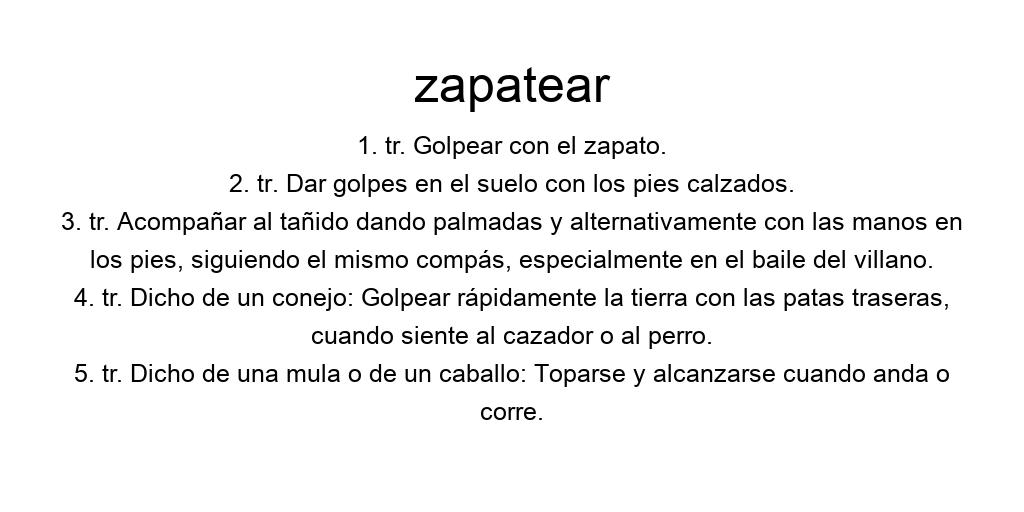 zapatear
1. tr. Golpear con el zapato.
2. tr. Dar golpes en el suelo con los pies calzados.
3. tr. Acompañar al tañido dando palmadas y alternativamente con las manos en
los pies, siguiendo el mismo compás, especialmente en el baile del villano.
4. tr. Dicho de un conejo: Golpear rápidamente la tierra con las patas traseras,
cuando siente al cazador o al perro.
5. tr. Dicho de una mula o de un caballo: Toparse y alcanzarse cuando anda o
corre.